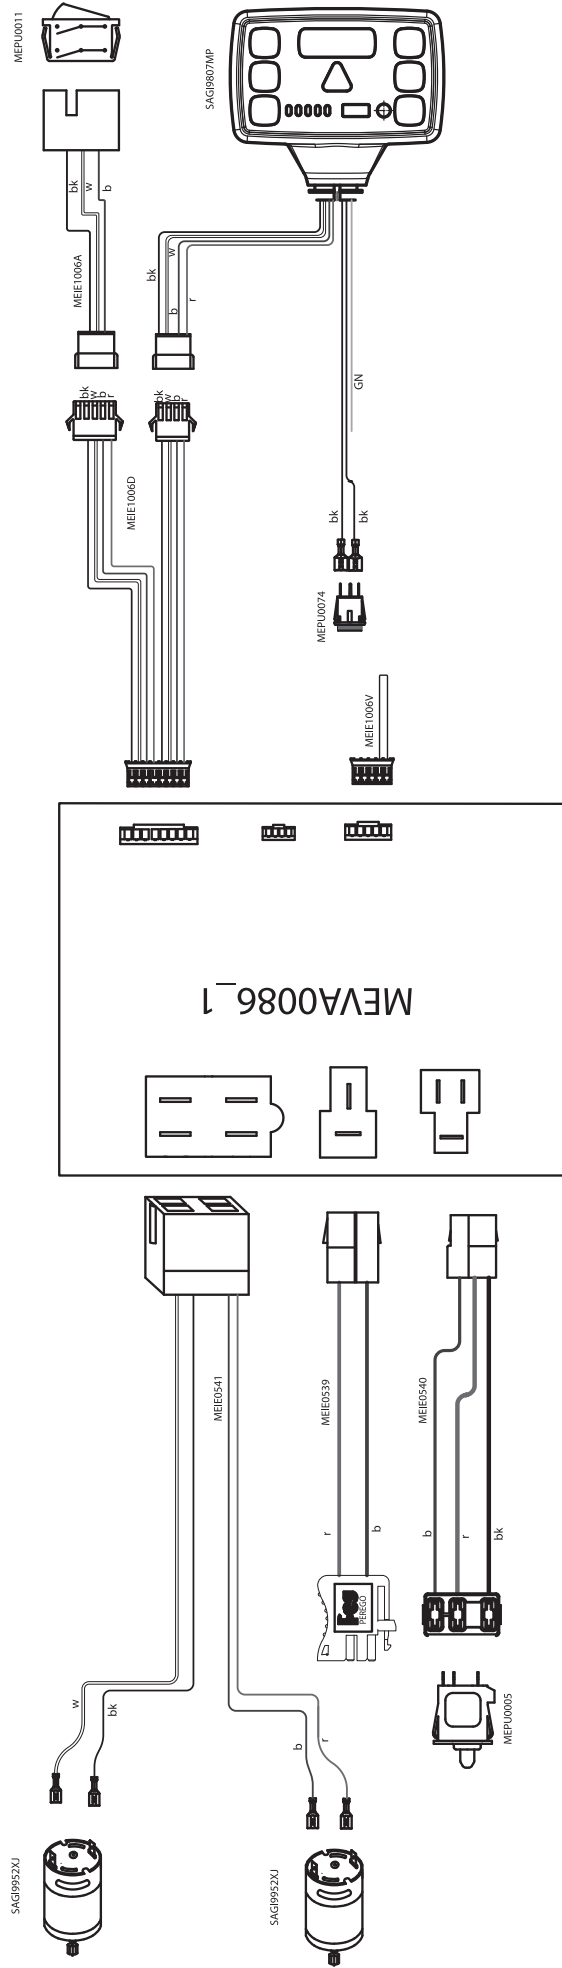 MEPU0011
SAGI9807MP
bk
w
b
MEIE1006A
bk
w
b
r
GN
bk
w
b
r
bk
w
b
r
MEIE1006D
bk
bk
MEPU0074
MEIE1006V
MEVA0086_1
MEIE0541
MEIE0539
MEIE0540
r
b
b
r
bk
PEREGO
w
bk
b
r
MEPU0005
SAGI9952XJ
SAGI9952XJ